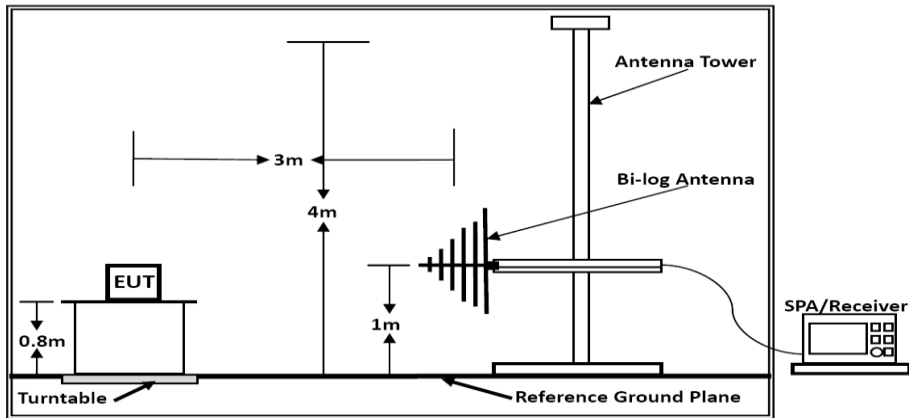 Antenna Tower
3m
Bi-log Antenna
4m
EUT
1m
0.8m
SPA/Receiver
Turntable
Reference Ground Plane